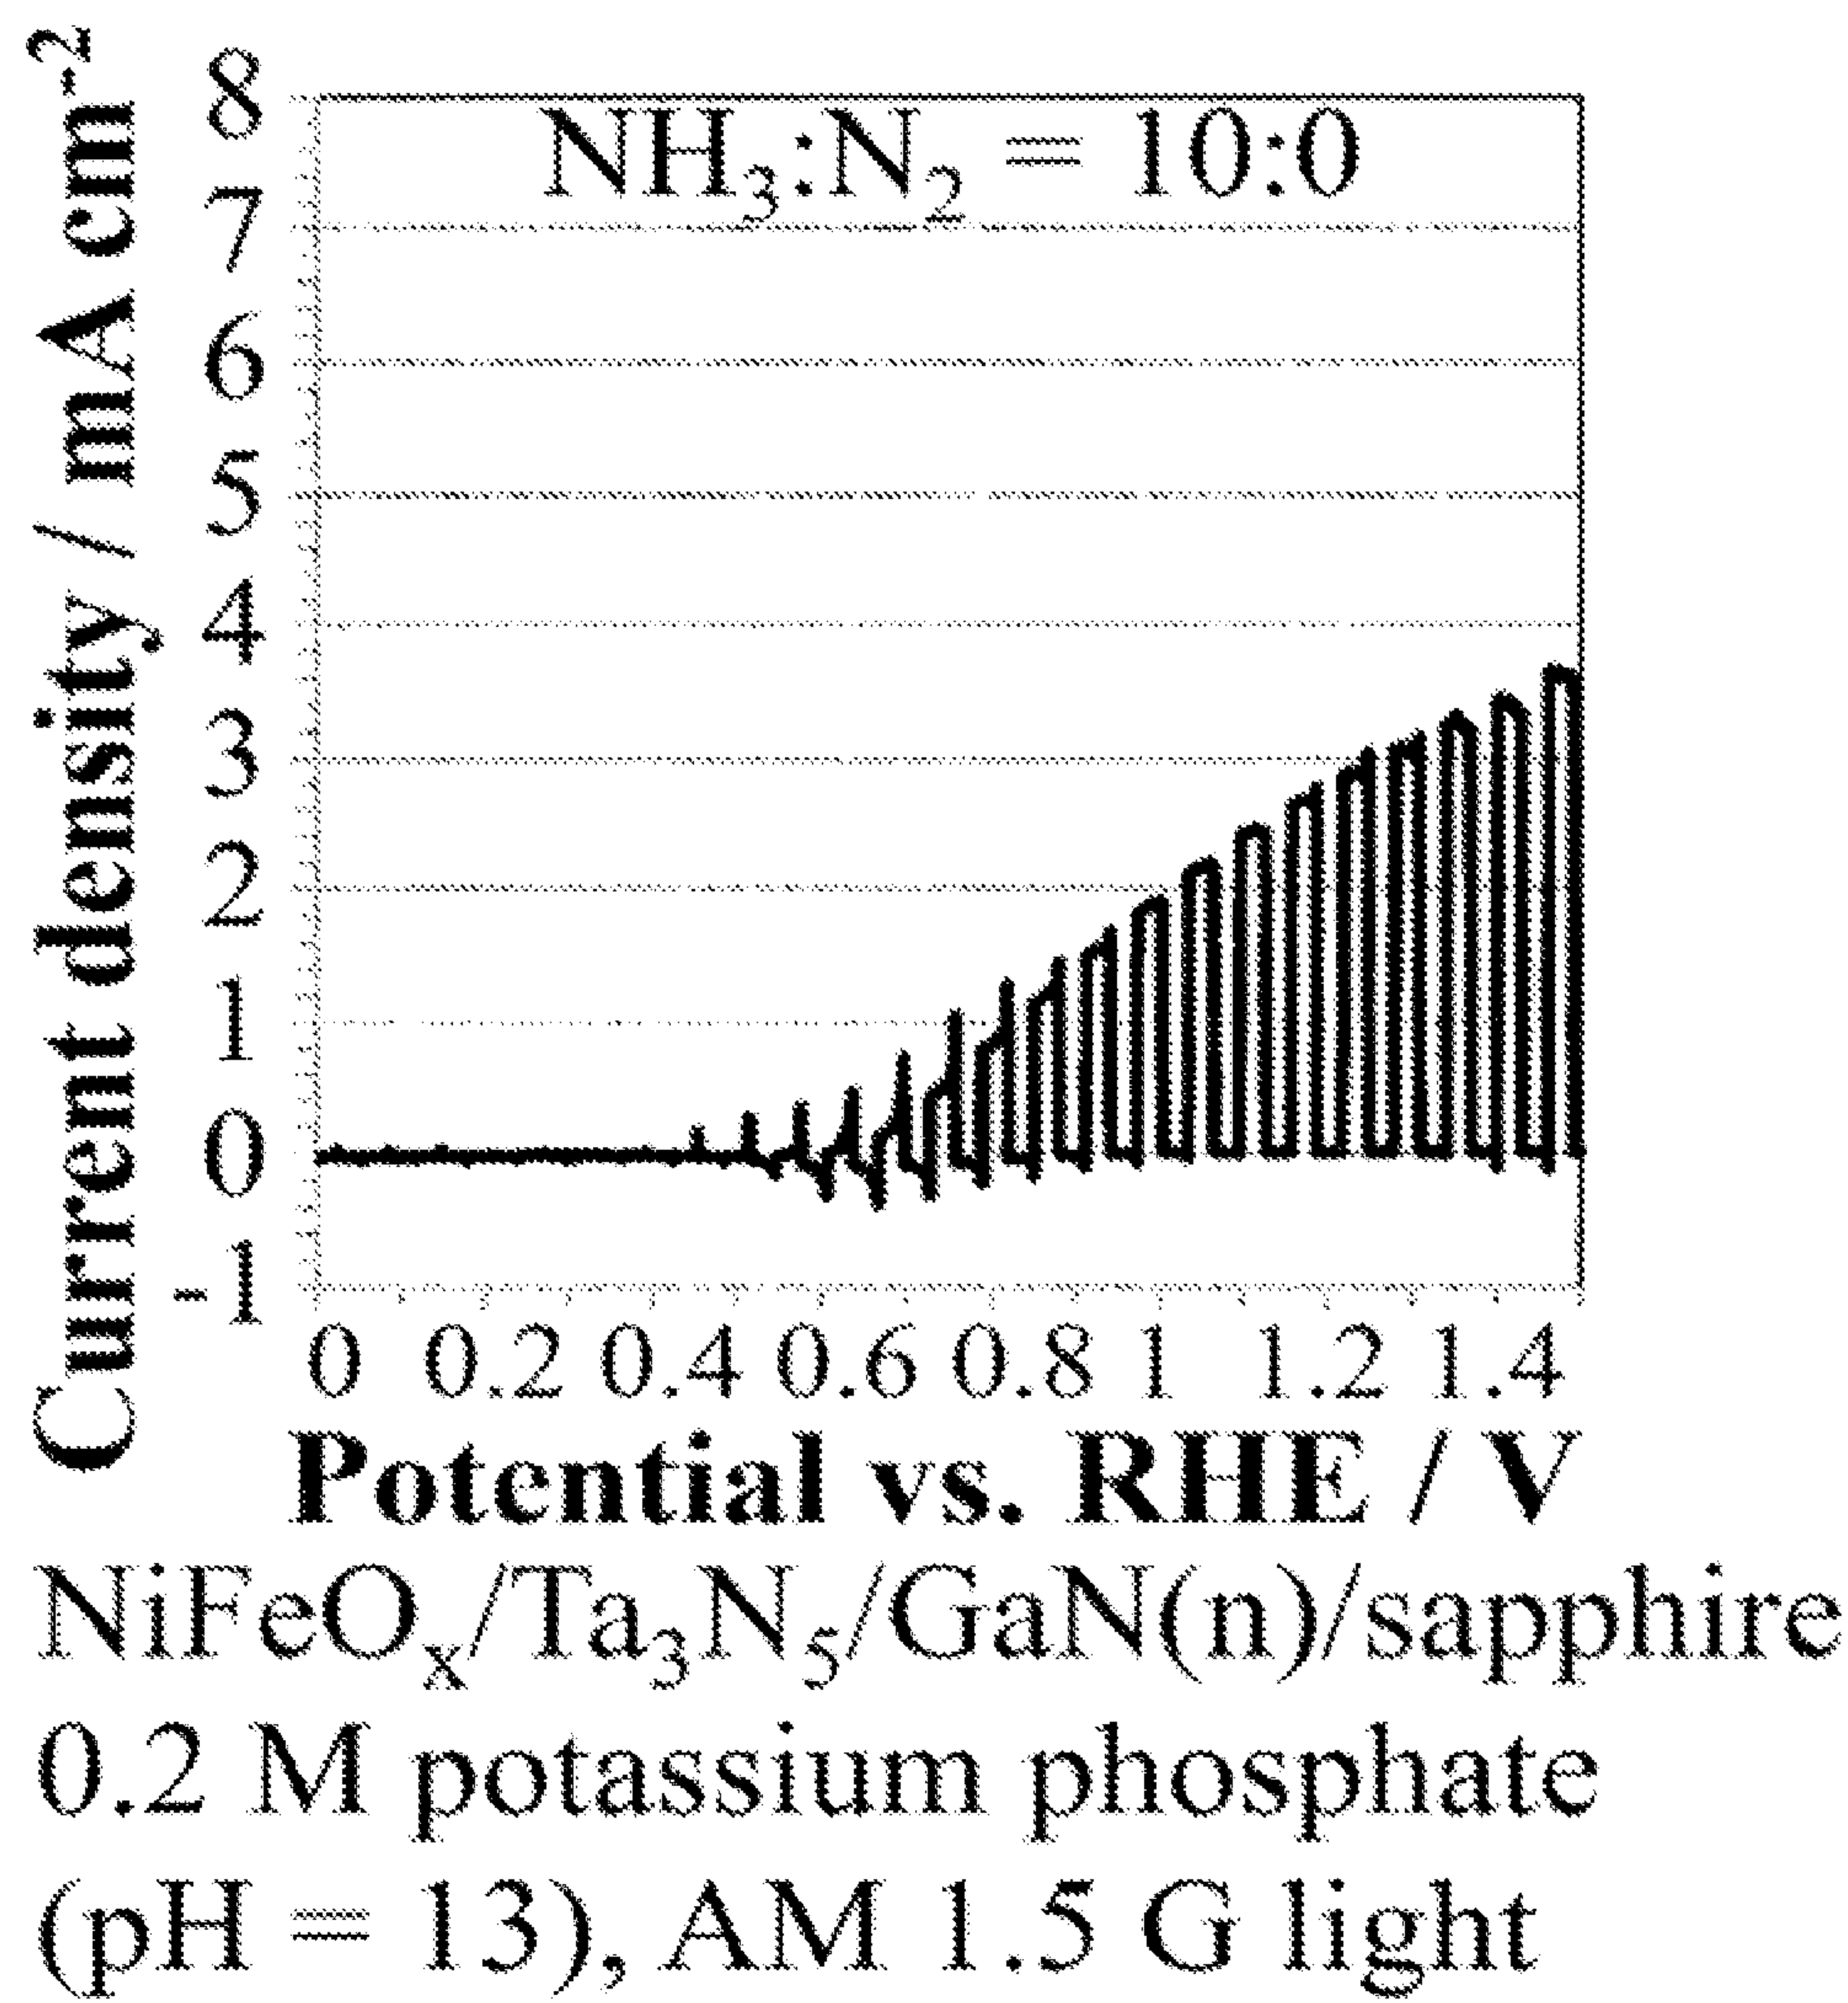 Current density / mA cm⁻²
8
7
6
5
4
3
2
1
0
-1
NH₃:N₂ = 10:0
0 0.2 0.4 0.6 0.8 1 1.2 1.4
Potential vs. RHE / V
NiFeOₓ/Ta₃N₅/GaN(n)/sapphire
0.2 M potassium phosphate
(pH = 13), AM 1.5 G light